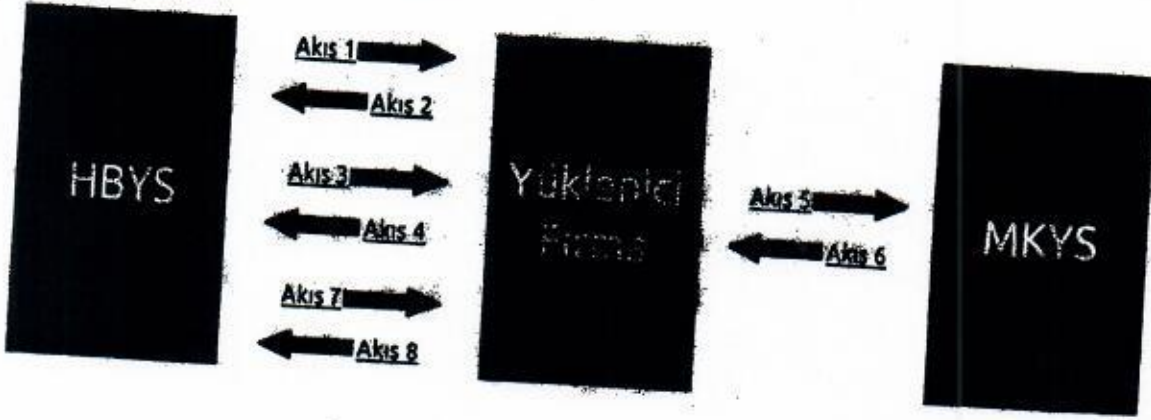 HBYS
Akış 1
Akış 2
Akış 3
Akış 4
Akış 7
Akış 8
Yüklenici
Firma
Akış 5
Akış 6
MKYS